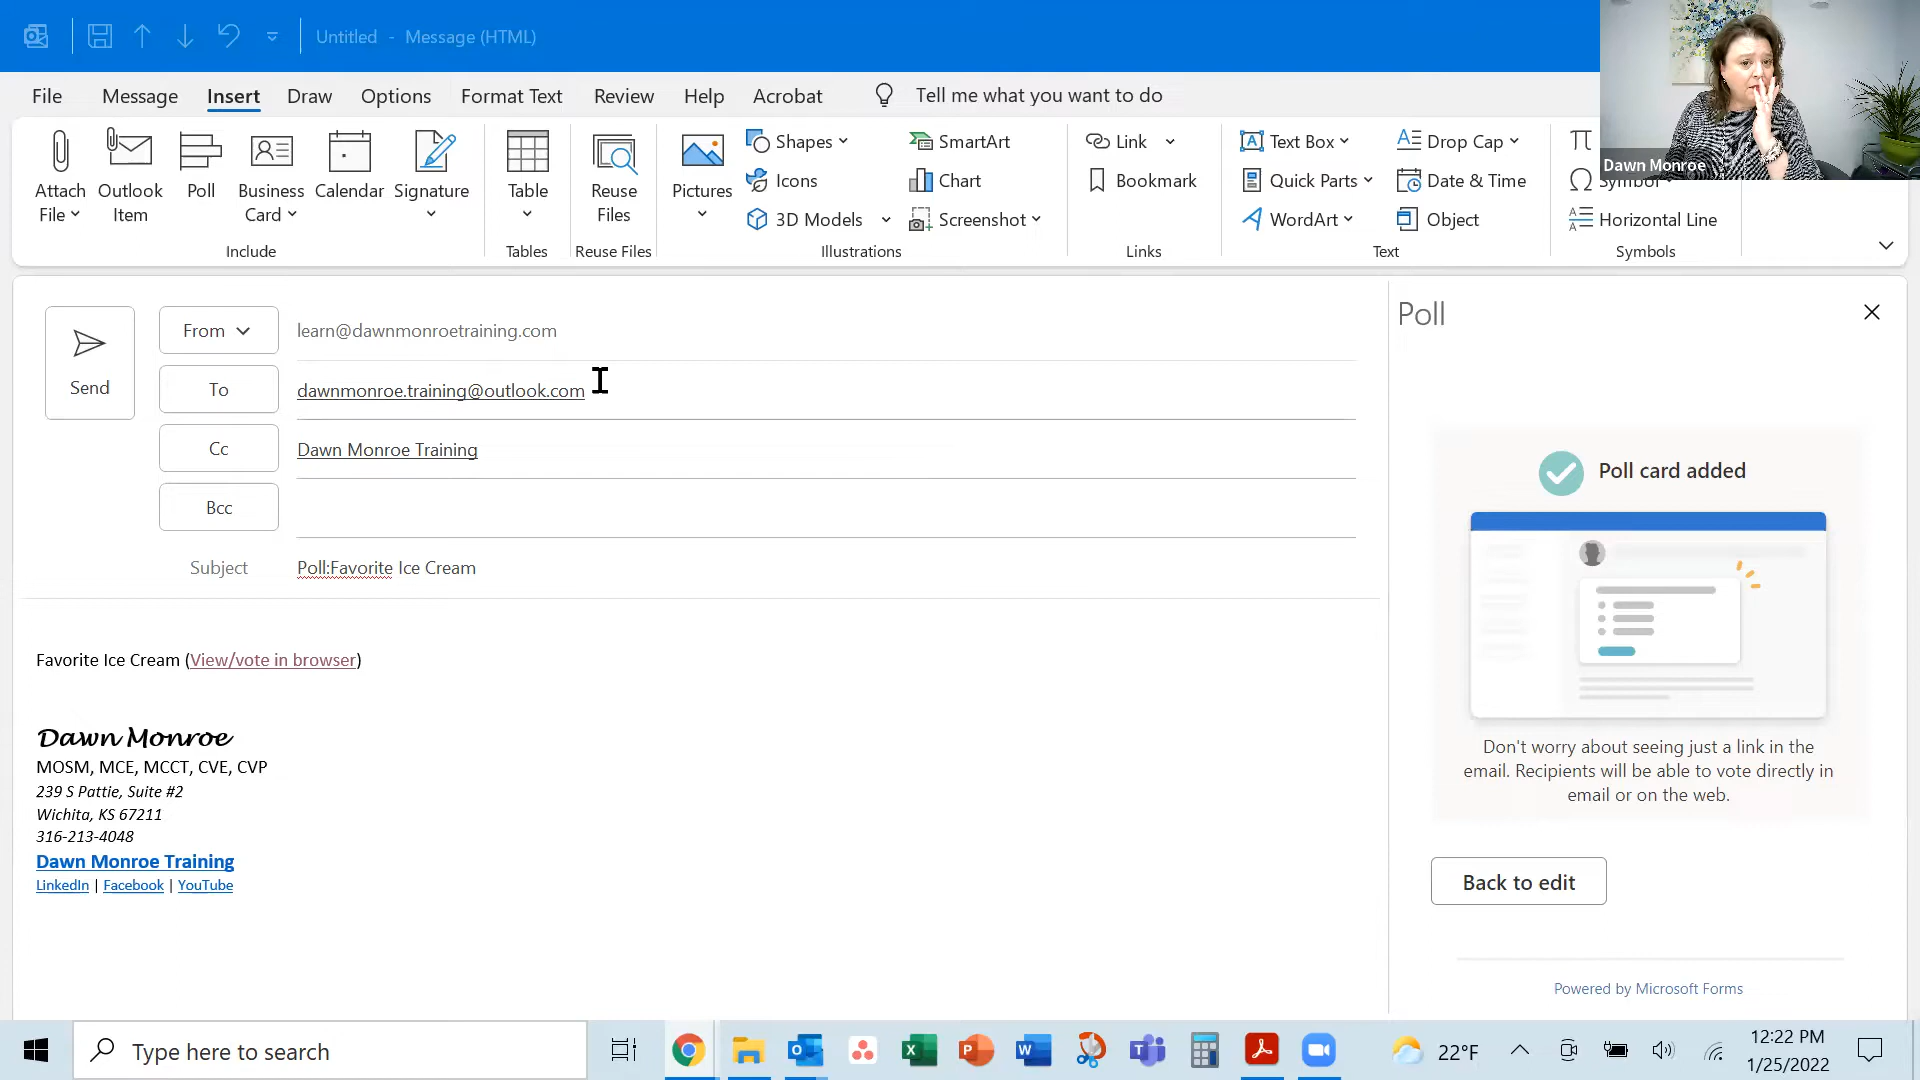 Untitled - Message (HTML)
File Message Insert Draw Options Format Text Review Help Acrobat Tell me what you want to do
Attach File
Outlook Item
Poll
Business Card
Calendar
Signature
Include
Table
Tables
Reuse Files
Reuse Files
Pictures
Shapes
Icons
3D Models
SmartArt
Chart
Screenshot
Illustrations
Link
Bookmark
Links
Text Box
Quick Parts
WordArt
Drop Cap
Date & Time
Object
Text
Symbol
Horizontal Line
Symbols
Dawn Monroe
Send
From learn@dawnmonroetraining.com
To dawnmonroe.training@outlook.com
Cc Dawn Monroe Training
Bcc
Subject Poll:Favorite Ice Cream
Favorite Ice Cream (View/vote in browser)
Dawn Monroe
MOSM, MCE, MCCT, CVE, CVP
239 S Pattie, Suite #2
Wichita, KS 67211
316-213-4048
Dawn Monroe Training
LinkedIn | Facebook | YouTube
Poll
Poll card added
Don't worry about seeing just a link in the
email. Recipients will be able to vote directly in
email or on the web.
Back to edit
Powered by Microsoft Forms
Type here to search
22°F
12:22 PM
1/25/2022